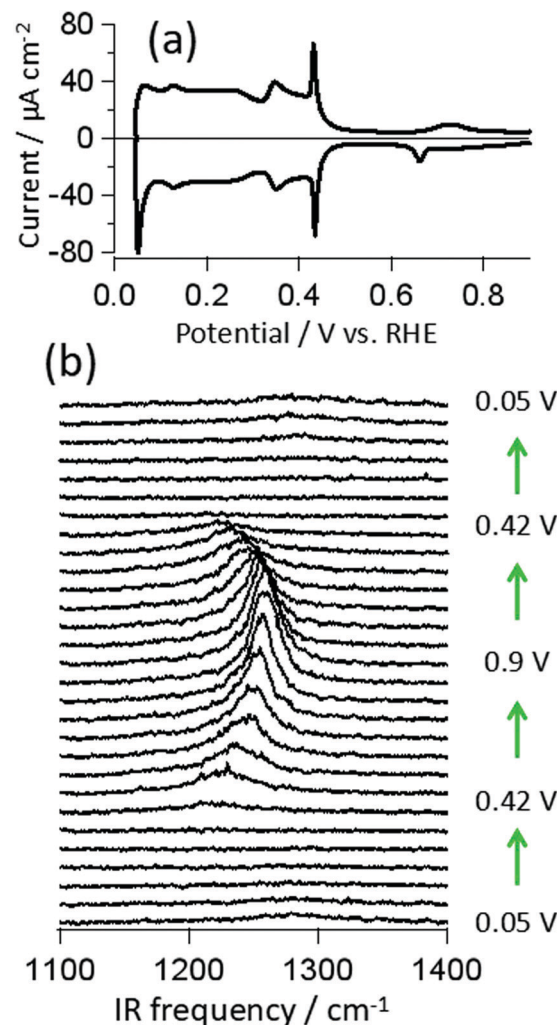 (a)
80
40
0
-40
-80
Current / μA cm⁻²
0.0 0.2 0.4 0.6 0.8
Potential / V vs. RHE
(b)
0.05 V
0.42 V
0.9 V
0.42 V
0.05 V
1100 1200 1300 1400
IR frequency / cm⁻¹